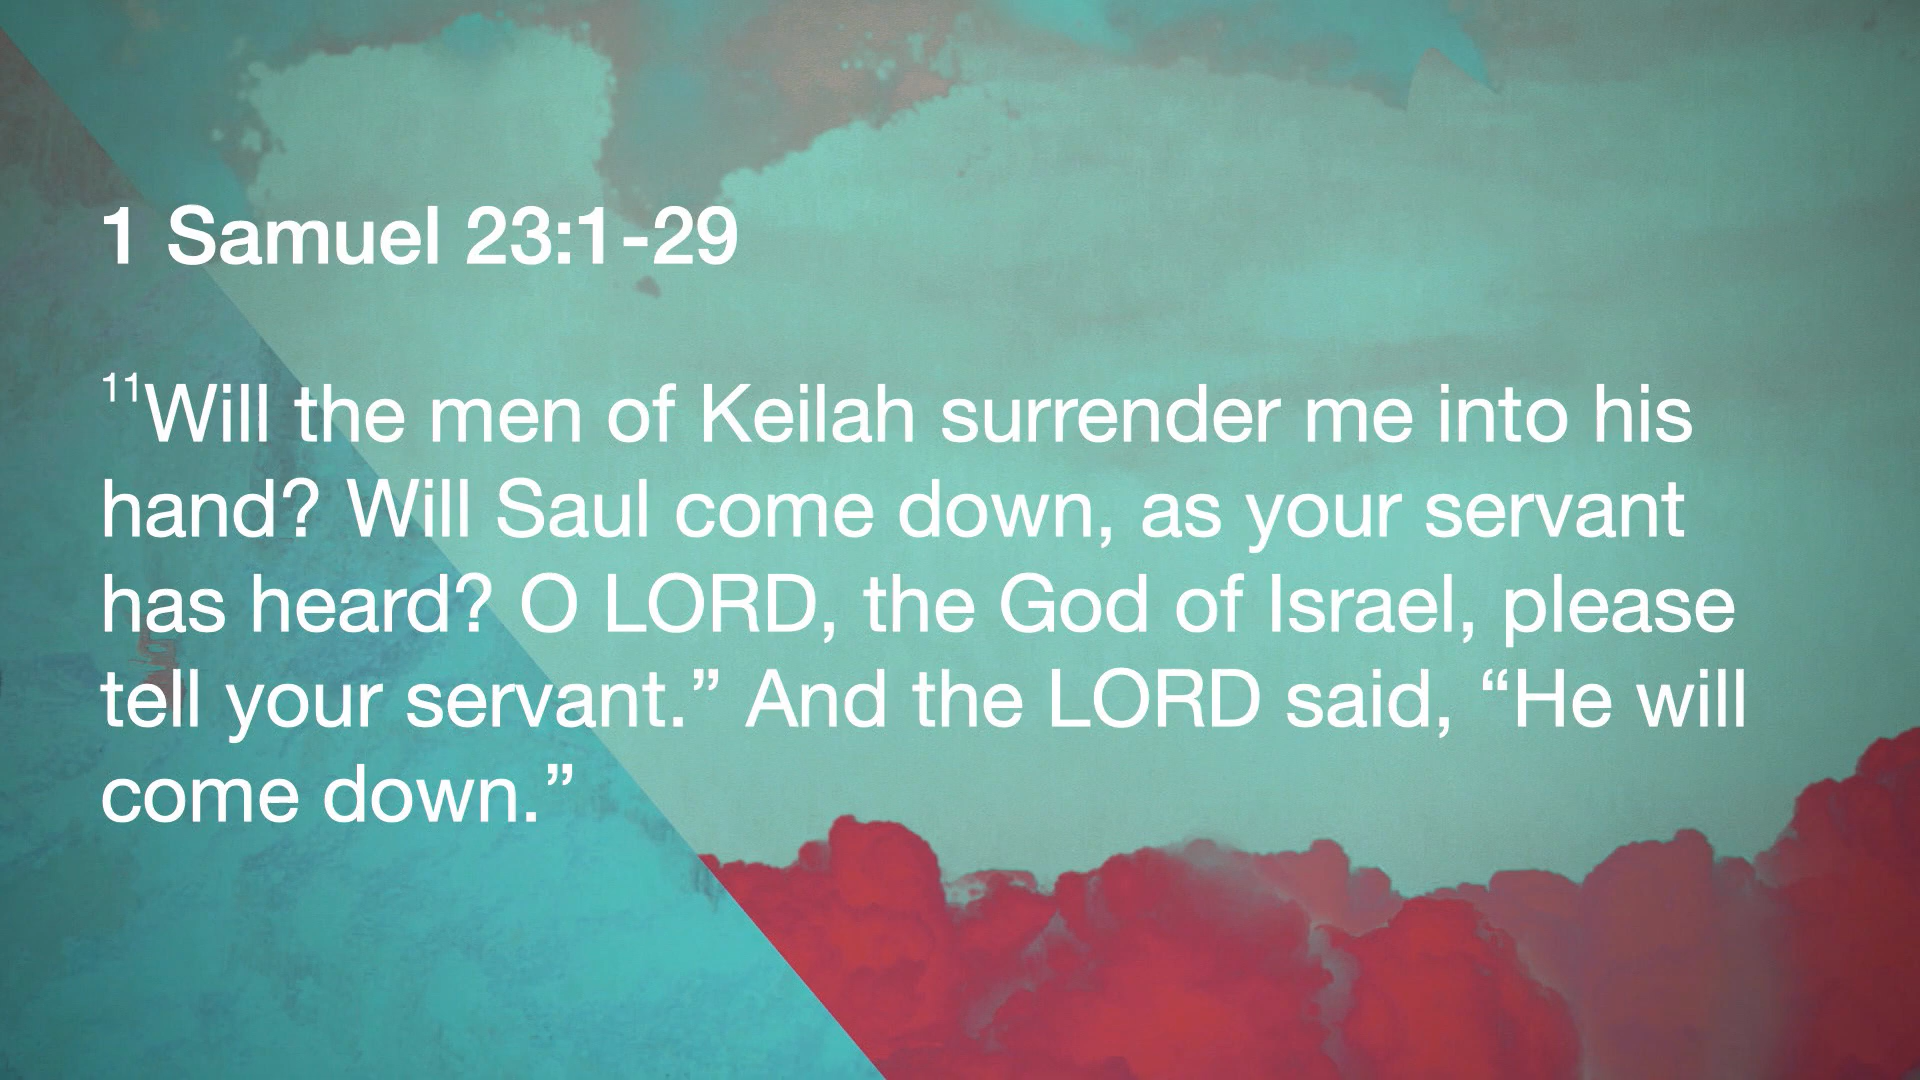 1 Samuel 23:1-29
¹¹Will the men of Keilah surrender me into his
hand? Will Saul come down, as your servant
has heard? O LORD, the God of Israel, please
tell your servant.” And the LORD said, “He will
come down.”